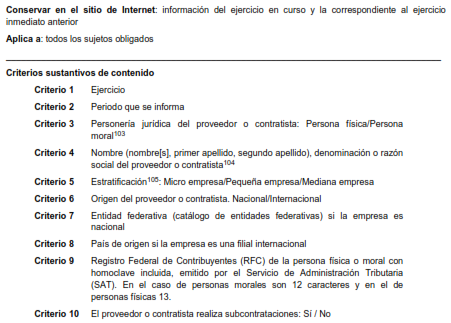 Conservar en el sitio de Internet: información del ejercicio en curso y la correspondiente al ejercicio
inmediato anterior
Aplica a: todos los sujetos obligados
Criterios sustantivos de contenido
Criterio 1 Ejercicio
Criterio 2 Periodo que se informa
Criterio 3 Personería jurídica del proveedor o contratista: Persona física/Persona
moral103
Criterio 4 Nombre (nombre[s], primer apellido, segundo apellido), denominación o razón
social del proveedor o contratista104
Criterio 5 Estratificación105: Micro empresa/Pequeña empresa/Mediana empresa
Criterio 6 Origen del proveedor o contratista. Nacional/Internacional
Criterio 7 Entidad federativa (catálogo de entidades federativas) si la empresa es
nacional
Criterio 8 País de origen si la empresa es una filial internacional
Criterio 9 Registro Federal de Contribuyentes (RFC) de la persona física o moral con
homoclave incluida, emitido por el Servicio de Administración Tributaria
(SAT). En el caso de personas morales son 12 caracteres y en el de
personas físicas 13.
Criterio 10 El proveedor o contratista realiza subcontrataciones: Sí / No